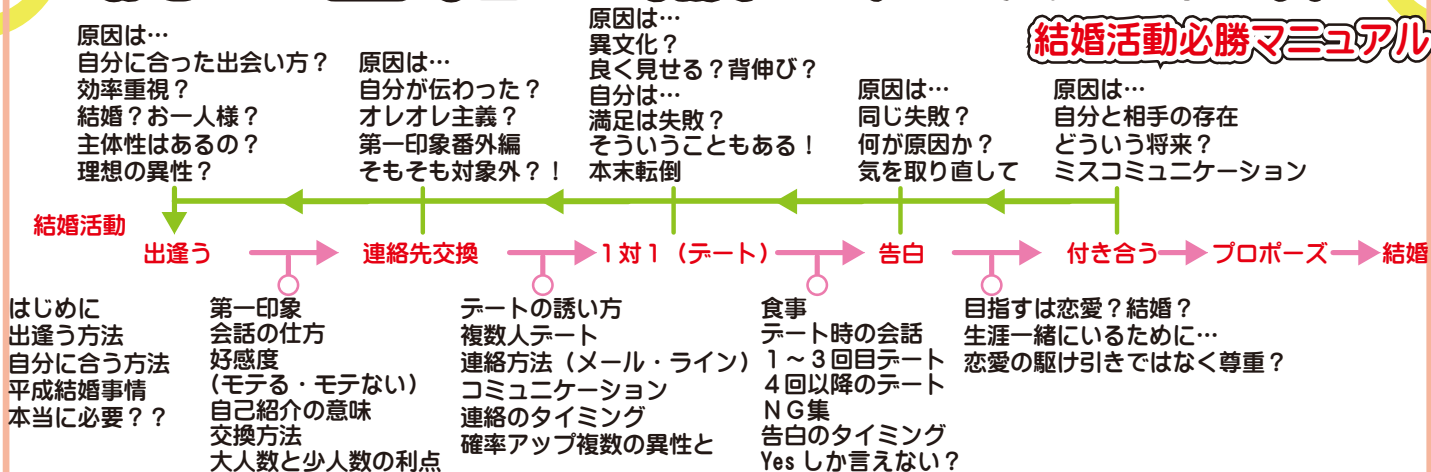 結婚活動必勝マニュアル
原因は…
自分に合った出会い方？
効率重視？
結婚？お一人様？
主体性はあるの？
理想の異性？
原因は…
自分が伝わった？
オレオレ主義？
第一印象番外編
そもそも対象外？！
原因は…
異文化？
良く見せる？背伸び？
自分は…
満足は失敗？
そういうこともある！
本末転倒
原因は…
同じ失敗？
何が原因か？
気を取り直して
原因は…
自分と相手の存在
どういう将来？
ミスコミュニケーション
結婚活動
出逢う
連絡先交換
１対１（デート）
告白
付き合う
プロポーズ
結婚
はじめに
出逢う方法
自分に合う方法
平成結婚事情
本当に必要？？
第一印象
会話の仕方
好感度
（モテる・モテない）
自己紹介の意味
交換方法
大人数と少人数の利点
デートの誘い方
複数人デート
連絡方法（メール・ライン）
コミュニケーション
連絡のタイミング
確率アップ複数の異性と
食事
デート時の会話
１～３回目デート
４回以降のデート
ＮＧ集
告白のタイミング
Yesしか言えない？
目指すは恋愛？結婚？
生涯一緒にいるために…
恋愛の駆け引きではなく尊重？